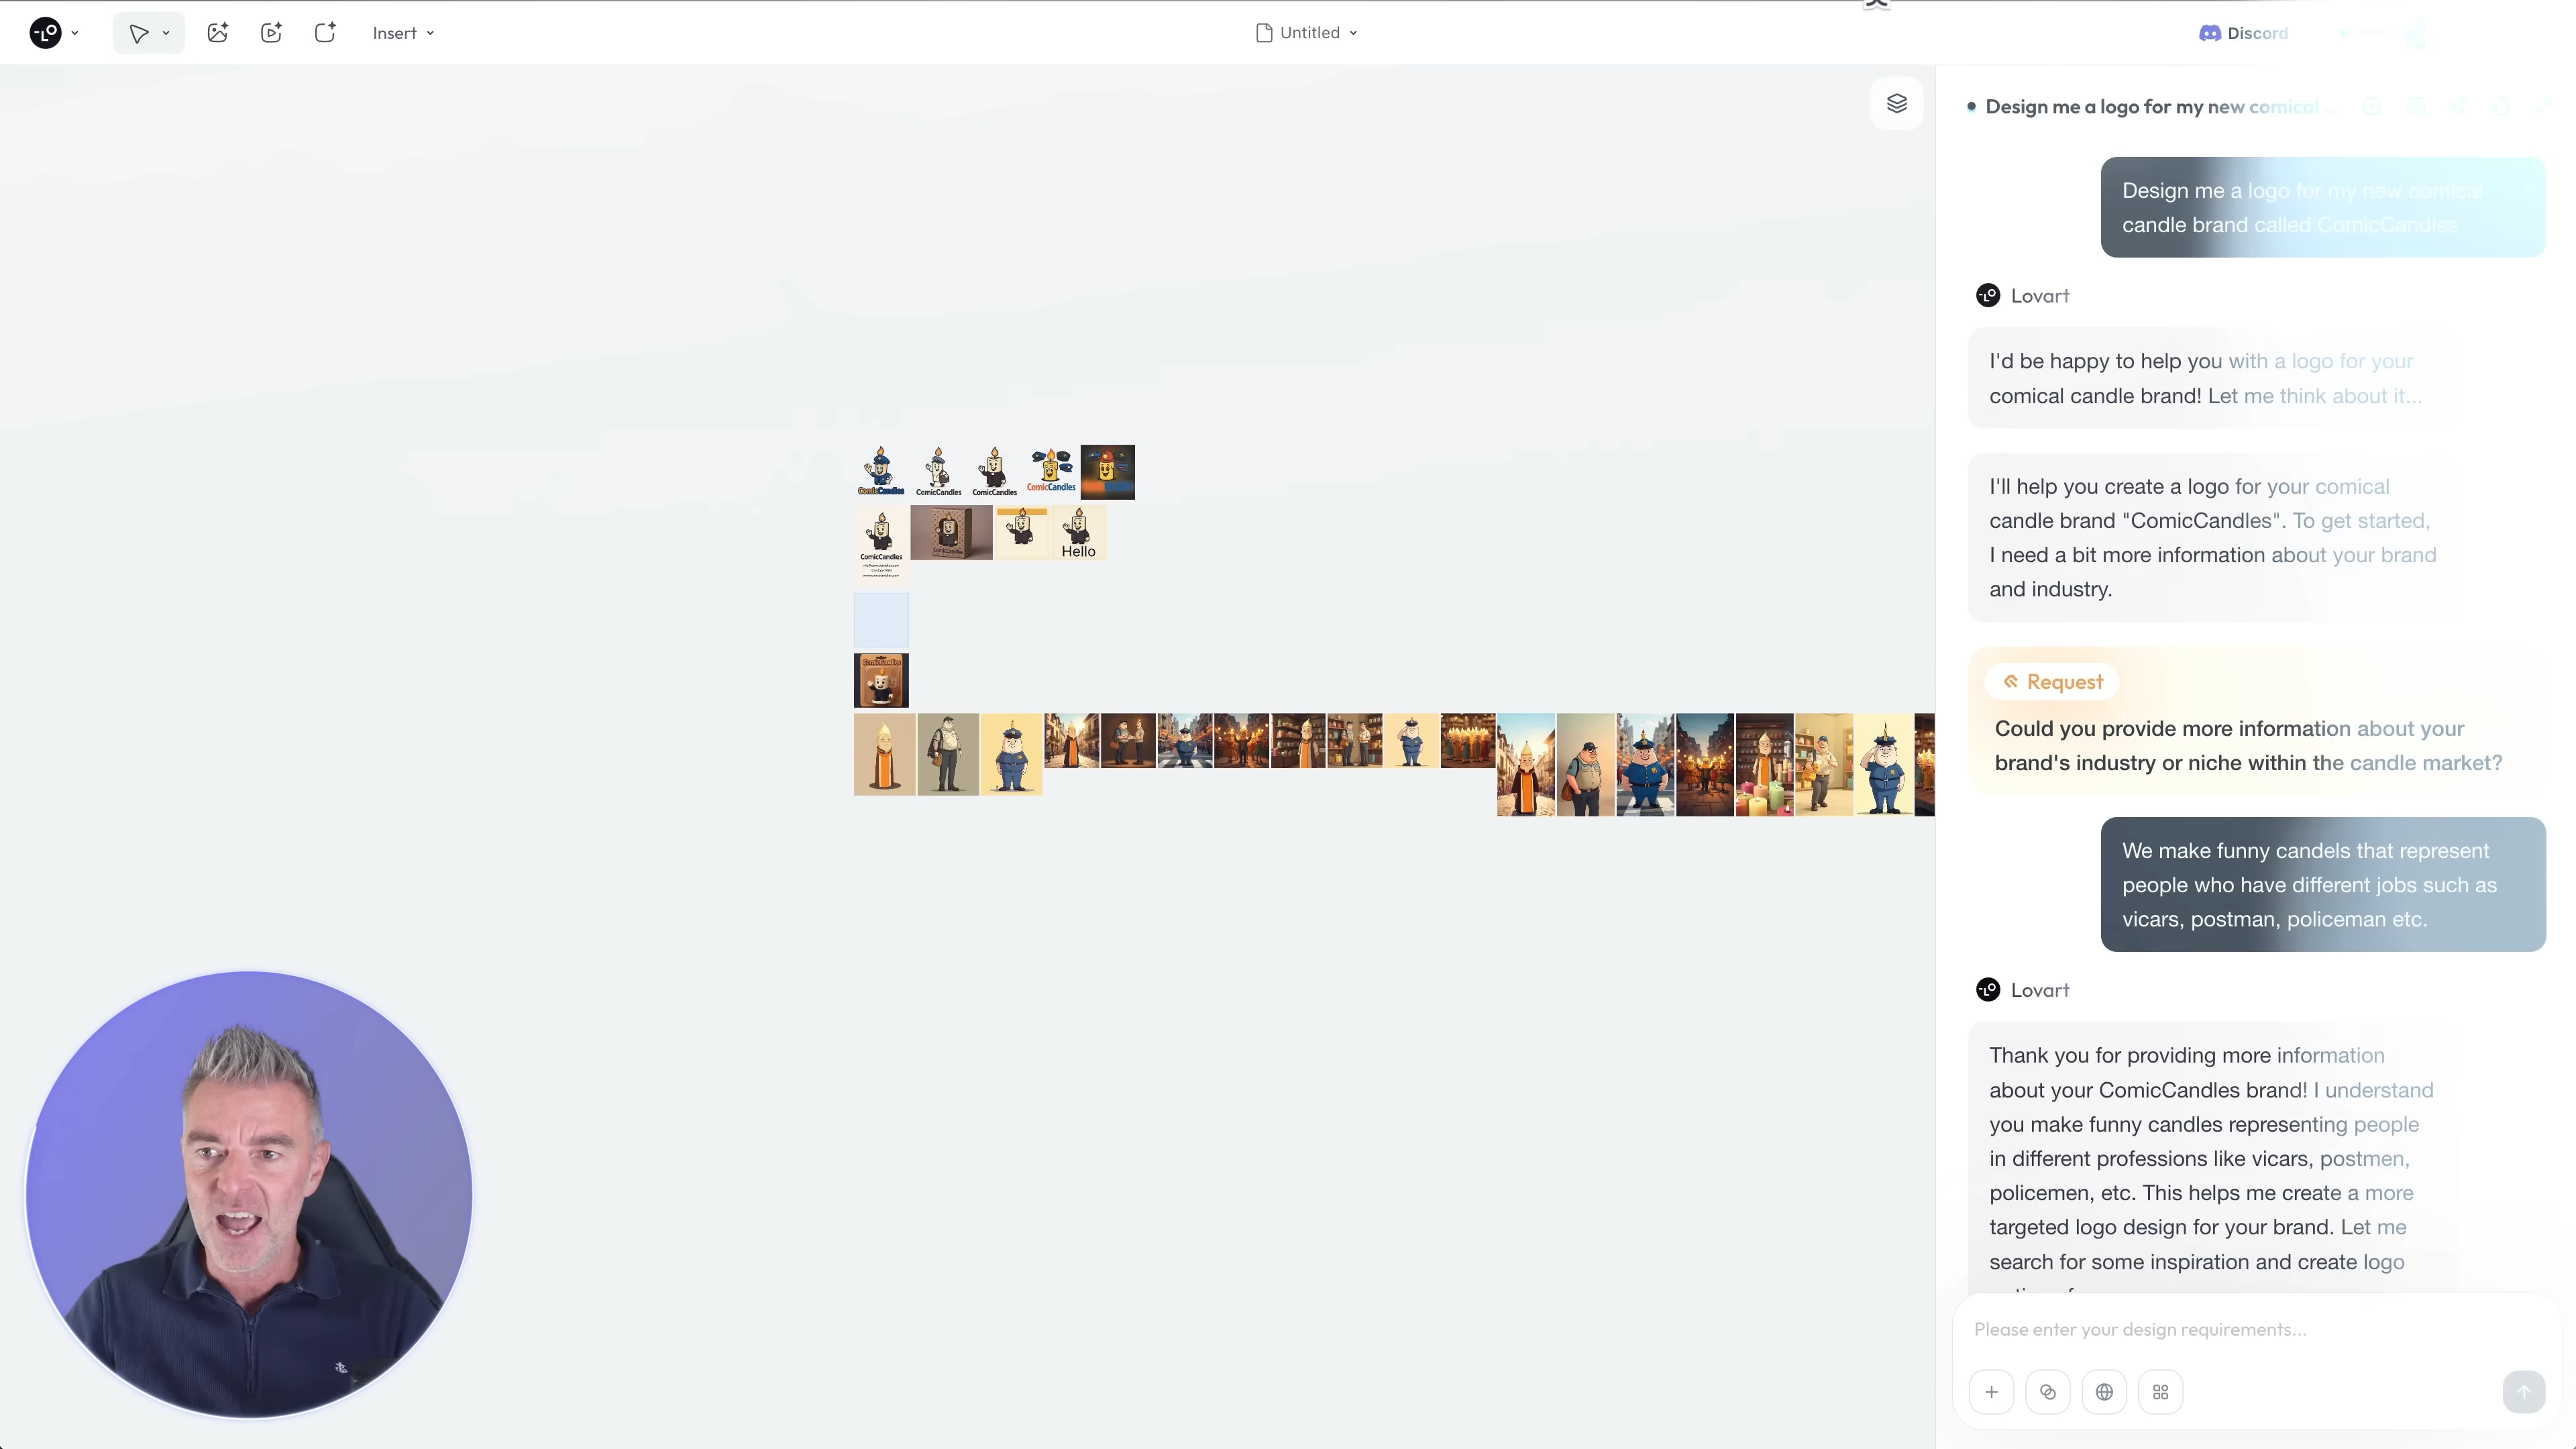 Insert
Untitled
Discord
Design me a logo for my new comical ...
Design me a logo for my new comical
candle brand called ComicCandles
Lovart
I'd be happy to help you with a logo for your
comical candle brand! Let me think about it...
I'll help you create a logo for your comical
candle brand "ComicCandles". To get started,
I need a bit more information about your brand
and industry.
Request
Could you provide more information about your
brand's industry or niche within the candle market?
We make funny candels that represent
people who have different jobs such as
vicars, postman, policeman etc.
Lovart
Thank you for providing more information
about your ComicCandles brand! I understand
you make funny candles representing people
in different professions like vicars, postmen,
policemen, etc. This helps me create a more
targeted logo design for your brand. Let me
search for some inspiration and create logo
Please enter your design requirements...
ComicCandles
ComicCandles
ComicCandles
ComicCandles
ComicCandles
Hello